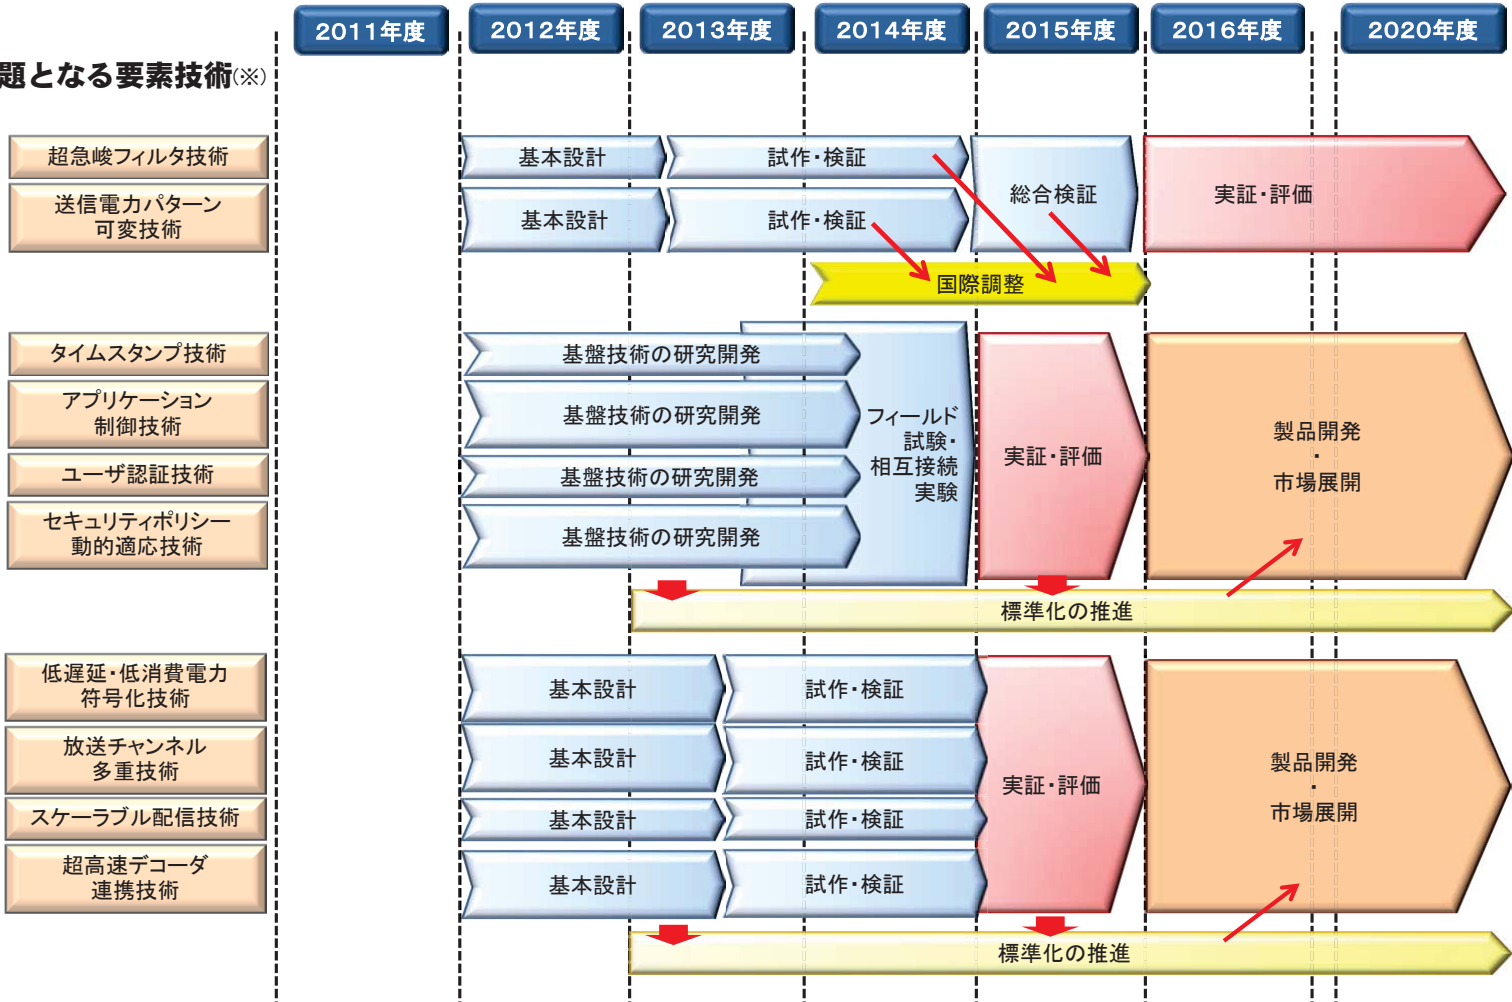 2011年度
2012年度
2013年度
2014年度
2015年度
2016年度
2020年度
題となる要素技術(※)
超急峻フィルタ技術
基本設計
試作・検証
送信電力パターン
可変技術
基本設計
試作・検証
総合検証
実証・評価
国際調整
タイムスタンプ技術
基盤技術の研究開発
アプリケーション
制御技術
基盤技術の研究開発
ユーザ認証技術
基盤技術の研究開発
セキュリティポリシー
動的適応技術
基盤技術の研究開発
フィールド
試験・
相互接続
実験
実証・評価
製品開発
・
市場展開
標準化の推進
低遅延・低消費電力
符号化技術
基本設計
試作・検証
放送チャンネル
多重技術
基本設計
試作・検証
スケーラブル配信技術
基本設計
試作・検証
超高速デコーダ
連携技術
基本設計
試作・検証
実証・評価
製品開発
・
市場展開
標準化の推進